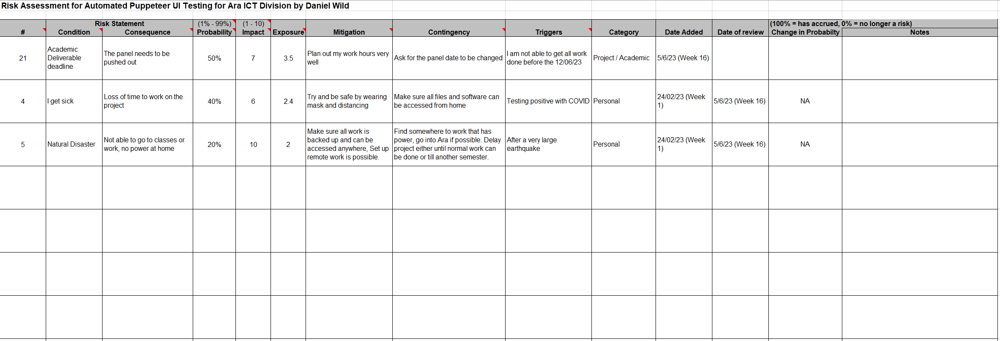 Risk Assessment for Automated Puppeteer UI Testing for Ara ICT Division by Daniel Wild
Risk Statement (1% - 99%) (1 - 10) (100% = has accrued, 0% = no longer a risk)
# Condition Consequence Probability Impact Exposure Mitigation Contingency Triggers Category Date Added Date of review Change in Probabilty Notes
21
Academic
Deliverable
deadline
The panel needs to be
pushed out
50%
7
3.5
Plan out my work hours very
well
Ask for the panel date to be changed
I am not able to get all work
done before the 12/06/23
Project / Academic
5/6/23 (Week 16)
4
I get sick
Loss of time to work on the
project
40%
6
2.4
Try and be safe by wearing
mask and distancing
Make sure all files and software can
be accessed from home
Testing positive with COVID
Personal
24/02/23 (Week
1)
5/6/23 (Week 16)
NA
5
Natural Disaster
Not able to go to classes or
work, no power at home
20%
10
2
Make sure all work is
backed up and can be
accessed anywhere, Set up
remote work is possible.
Find somewhere to work that has
power, go into Ara if possible. Delay
project either until normal work can
be done or till another semester.
After a very large
earthquake
Personal
24/02/23 (Week
1)
5/6/23 (Week 16)
NA